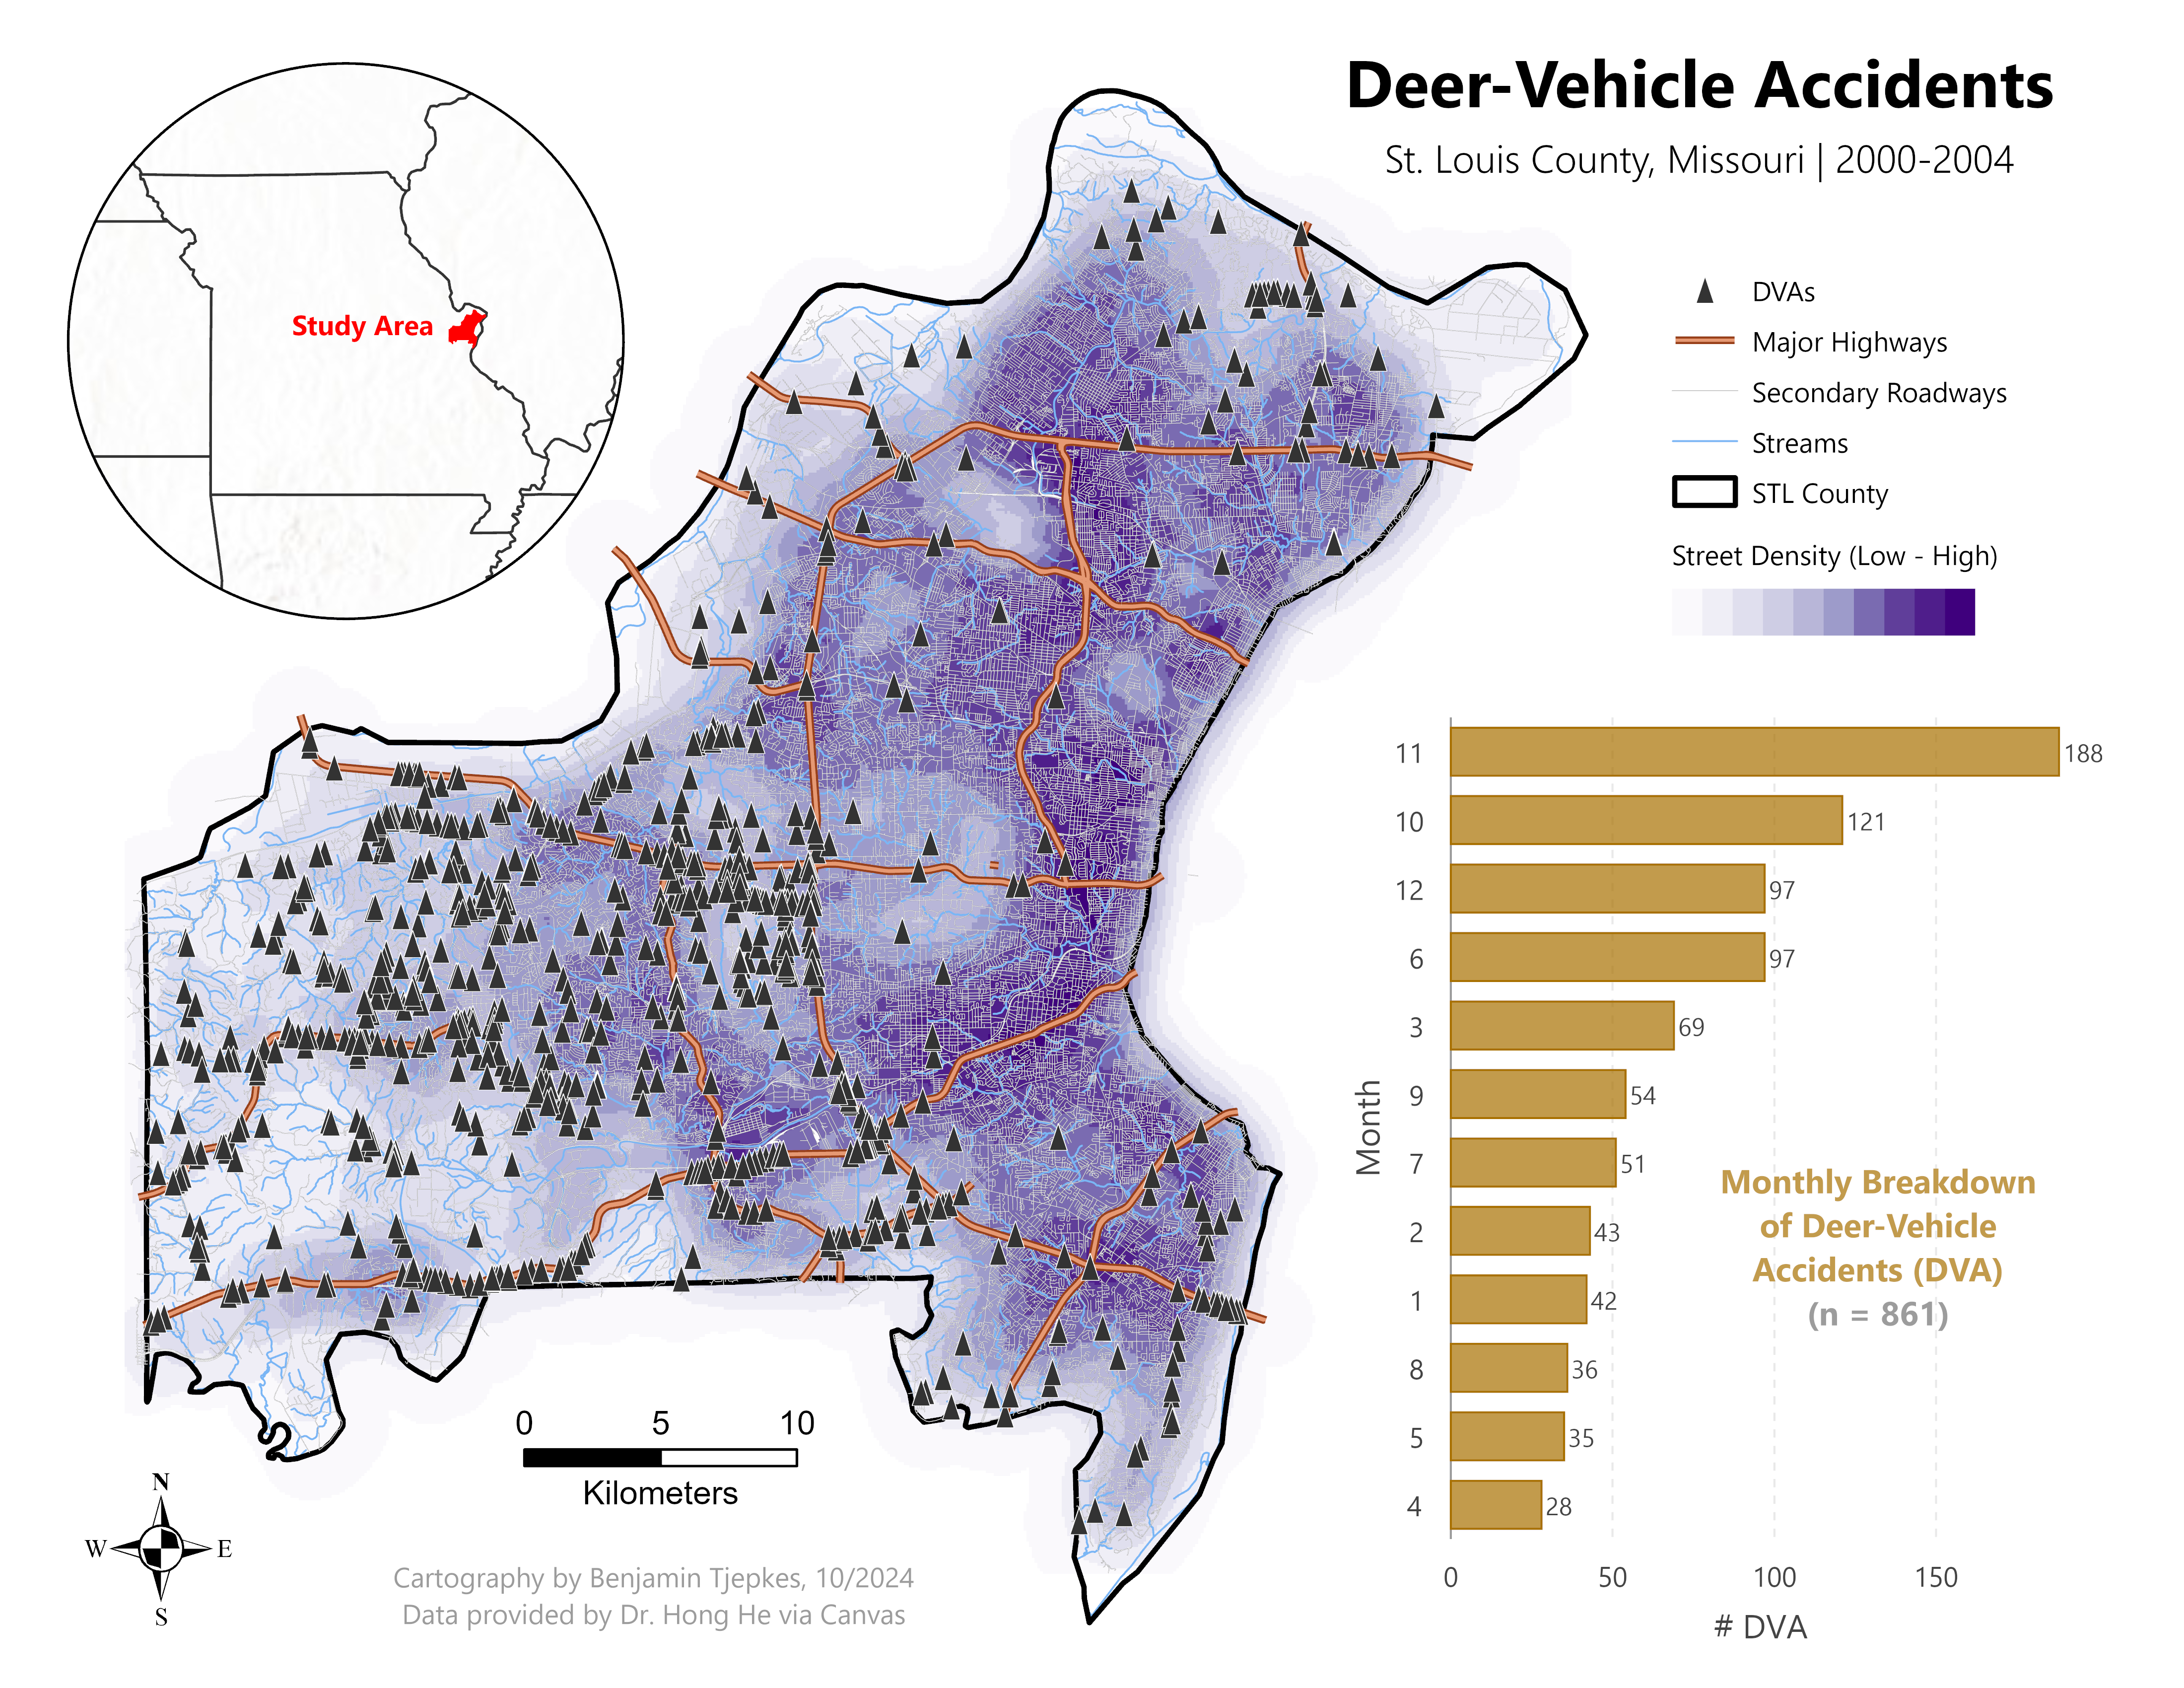 Deer-Vehicle Accidents
St. Louis County, Missouri | 2000-2004
Study Area
DVAs
Major Highways
Secondary Roadways
Streams
STL County
Street Density (Low - High)
11
188
10
121
12
97
6
97
3
69
9
54
7
51
2
43
1
42
8
36
5
35
4
28
Month
Monthly Breakdown
of Deer-Vehicle
Accidents (DVA)
(n = 861)
0 50 100 150
# DVA
0 5 10
Kilometers
N
W E
S
Cartography by Benjamin Tjepkes, 10/2024
Data provided by Dr. Hong He via Canvas